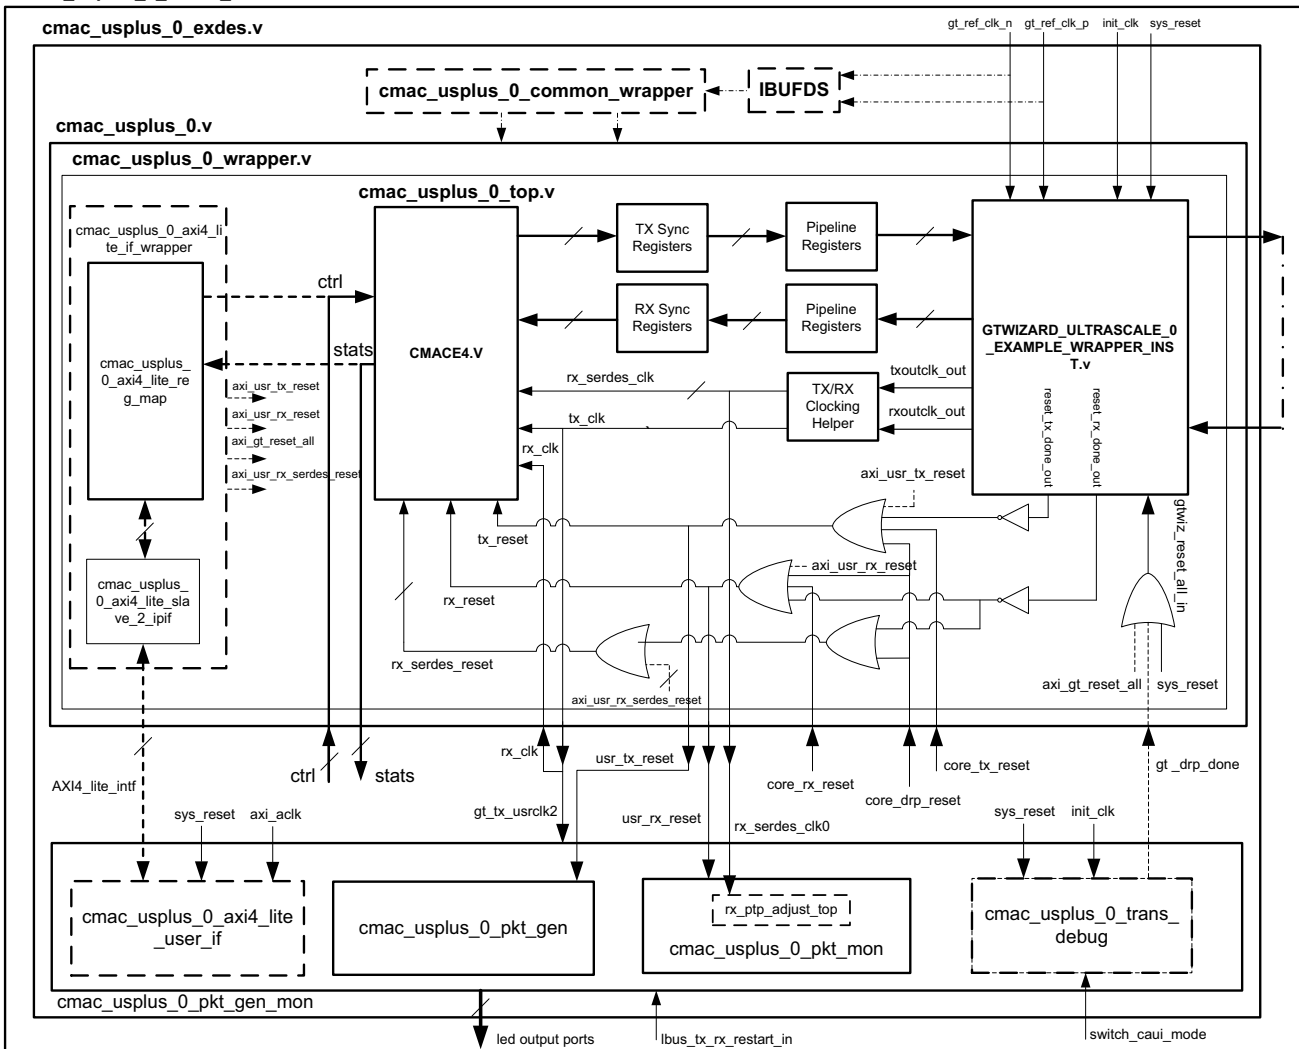 cmac_usplus_0_exdes.v
gt_ref_clk_n
gt_ref_clk_p
init_clk
sys_reset
cmac_usplus_0_common_wrapper
IBUFDS
cmac_usplus_0.v
cmac_usplus_0_wrapper.v
cmac_usplus_0_top.v
cmac_usplus_0_axi4_li
te_if_wrapper
TX Sync
Registers
Pipeline
Registers
ctrl
RX Sync
Registers
Pipeline
Registers
GTWIZARD_ULTRASCALE_0
_EXAMPLE_WRAPPER_INS
T.v
CMACE4.V
stats
cmac_usplus_
0_axi4_lite_re
g_map
axi_usr_tx_reset
axi_usr_rx_reset
axi_gt_reset_all
axi_usr_rx_serdes_reset
rx_serdes_clk
tx_clk
rx_clk
TX/RX
Clocking
Helper
txoutclk_out
rxoutclk_out
reset_tx_done_out
reset_rx_done_out
axi_usr_tx_reset
gtwiz_reset_all_in
tx_reset
axi_usr_rx_reset
cmac_usplus_
0_axi4_lite_sla
ve_2_ipif
rx_reset
rx_serdes_reset
axi_usr_rx_serdes_reset
axi_gt_reset_all
sys_reset
ctrl
stats
rx_clk
usr_tx_reset
core_rx_reset
core_tx_reset
core_drp_reset
gt_drp_done
AXI4_lite_intf
sys_reset
axi_aclk
gt_tx_usrclk2
usr_rx_reset
rx_serdes_clk0
sys_reset
init_clk
cmac_usplus_0_axi4_lite
_user_if
cmac_usplus_0_pkt_gen
rx_ptp_adjust_top
cmac_usplus_0_pkt_mon
cmac_usplus_0_trans_
debug
cmac_usplus_0_pkt_gen_mon
led output ports
lbus_tx_rx_restart_in
switch_caui_mode